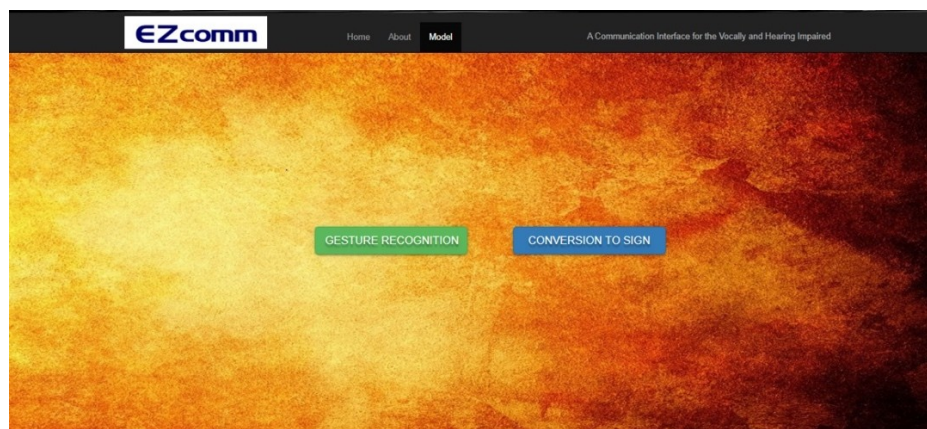 EZcomm
Home About Model
A Communication Interface for the Vocally and Hearing Impaired
GESTURE RECOGNITION
CONVERSION TO SIGN